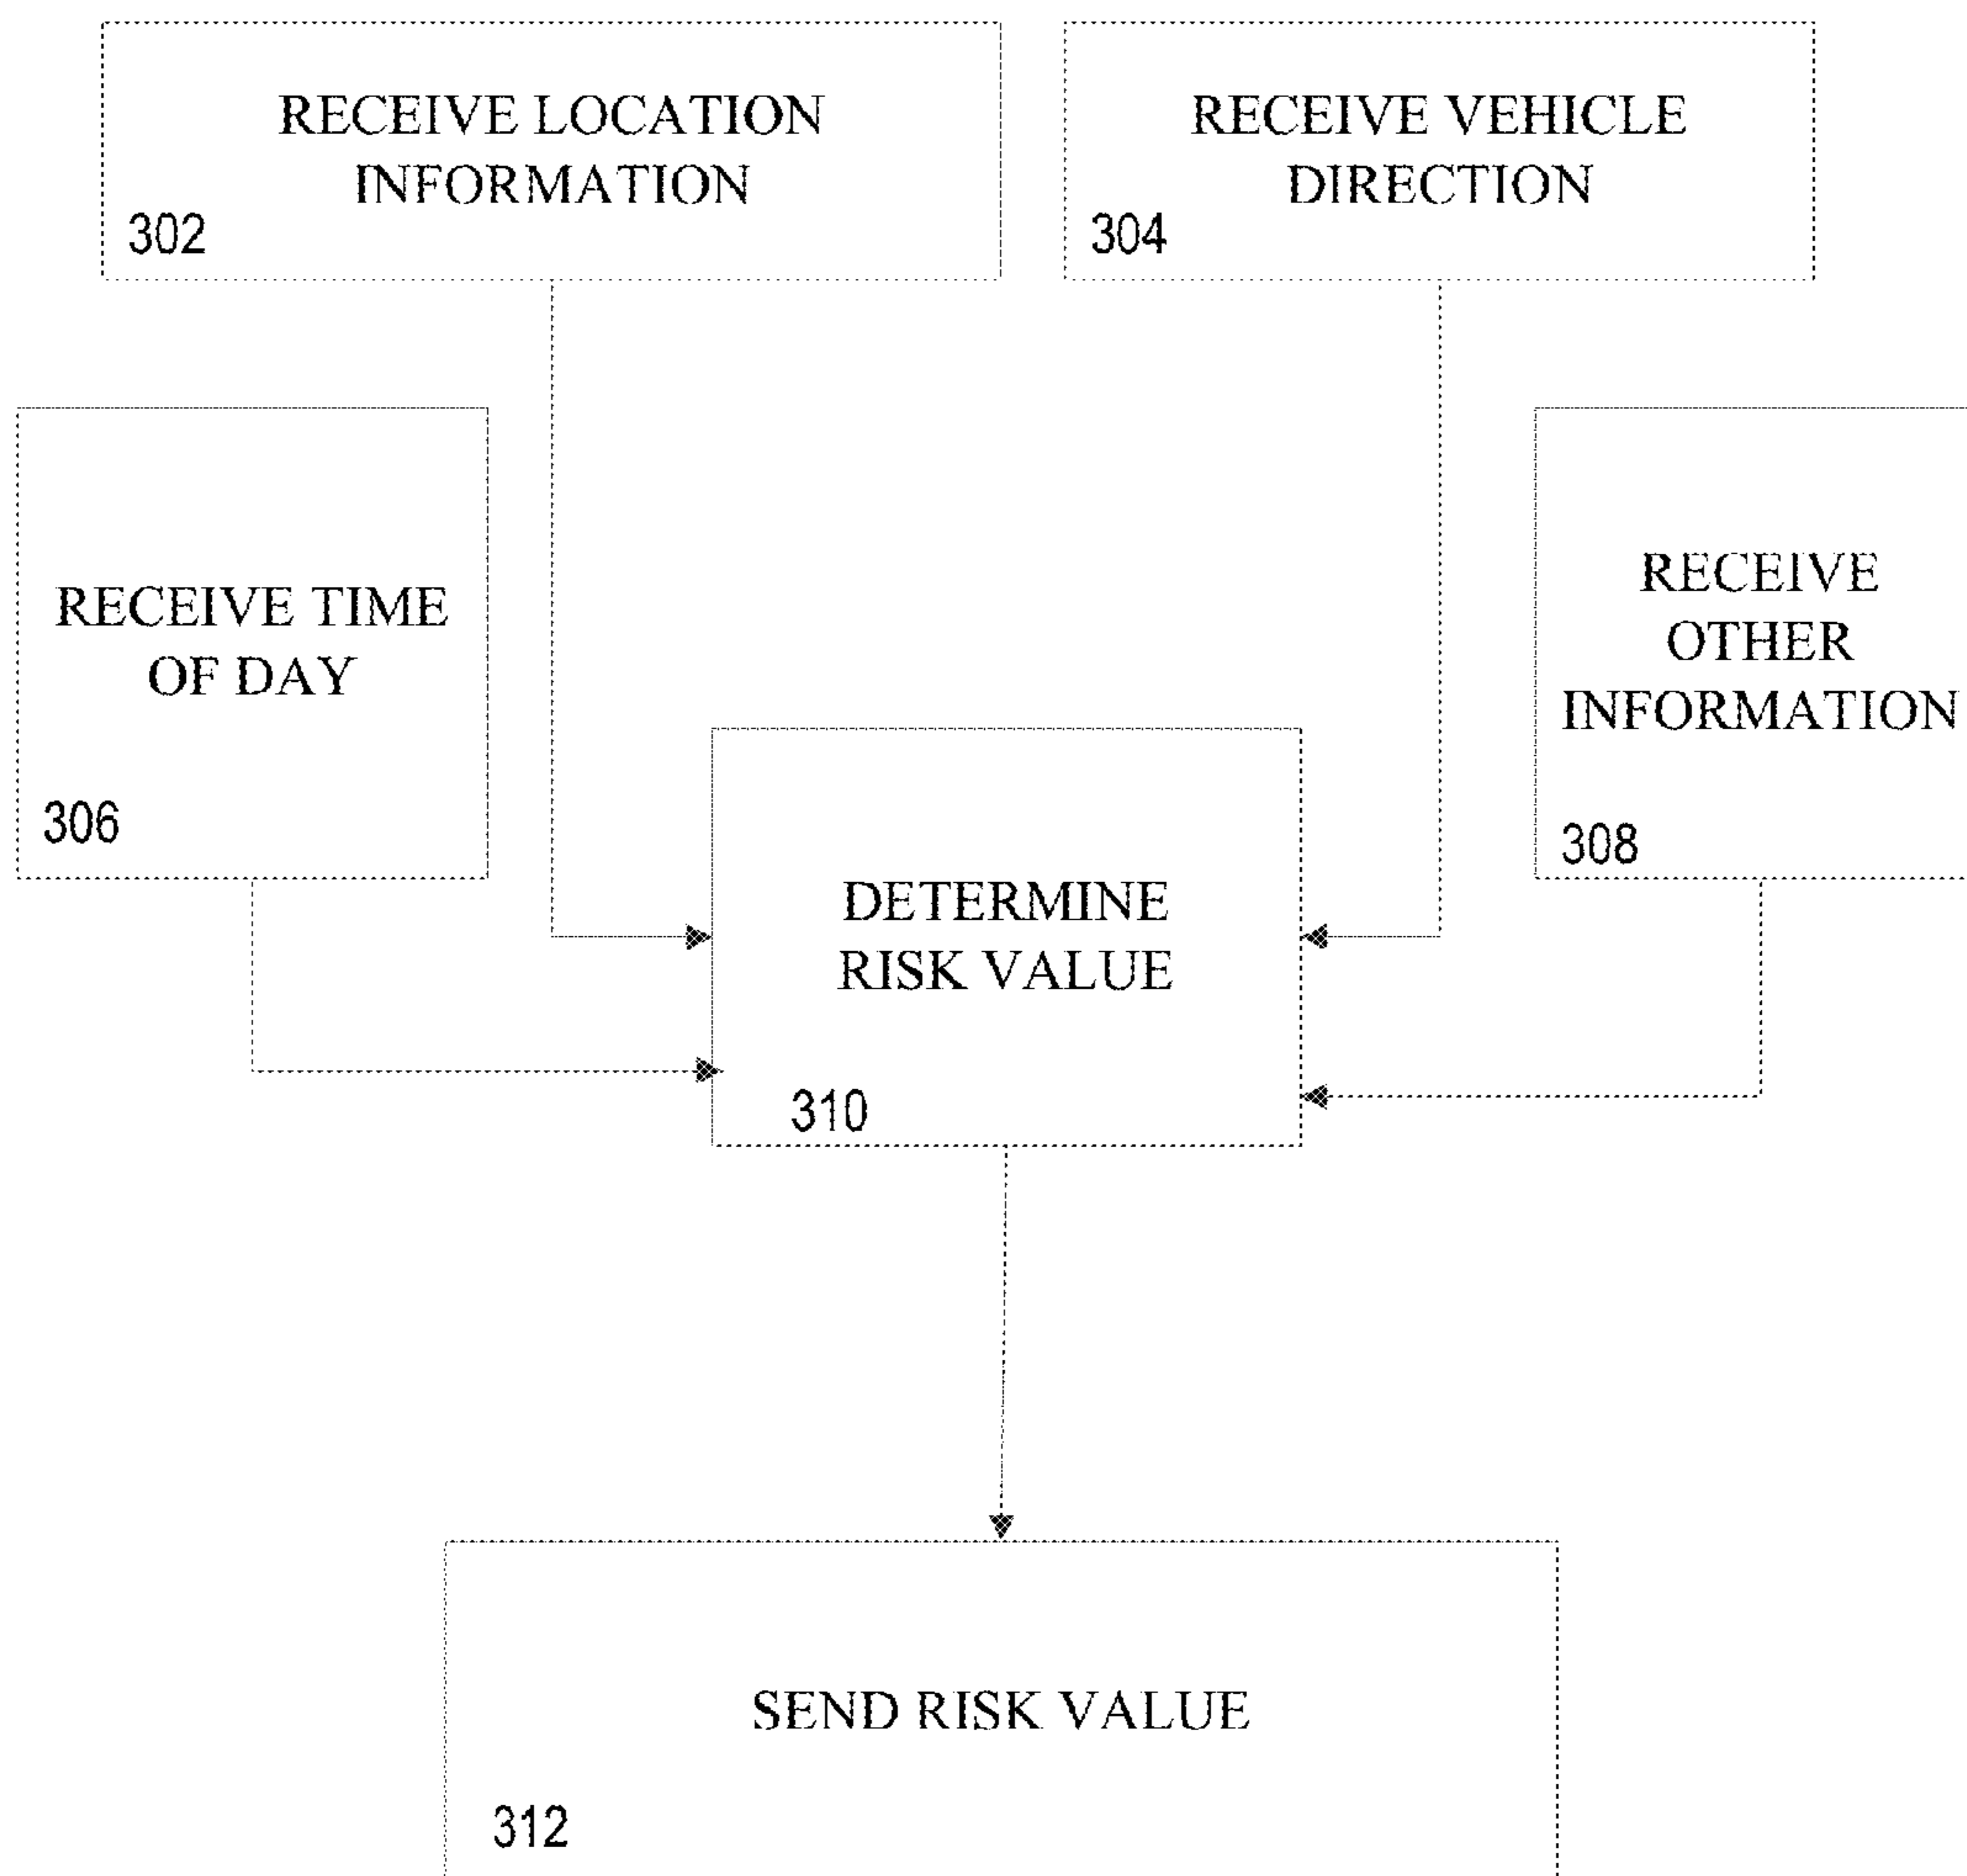 RECEIVE LOCATION
INFORMATION
302
RECEIVE VEHICLE
DIRECTION
304
RECEIVE TIME
OF DAY
306
RECEIVE
OTHER
INFORMATION
308
DETERMINE
RISK VALUE
310
SEND RISK VALUE
312